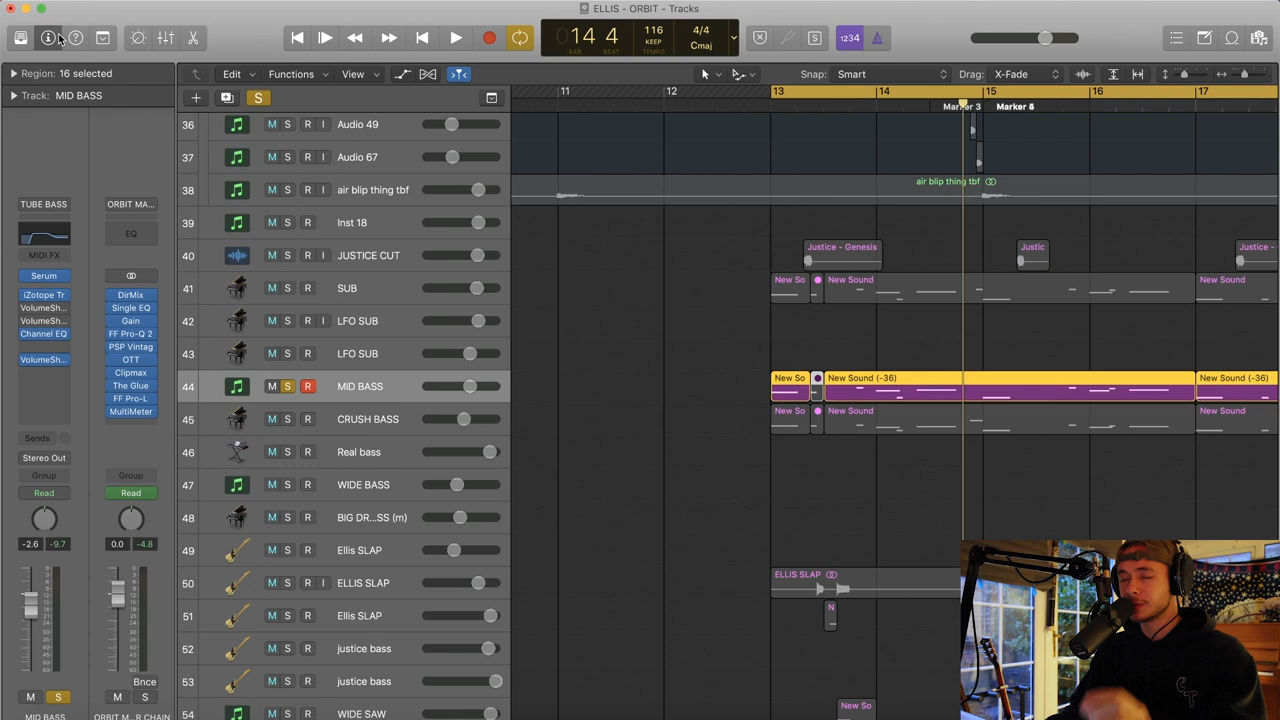 ELLIS - ORBIT - Tracks
14 4
BAR BEAT
116
KEEP
TEMPO
4/4
Cmaj
1234
Region: 16 selected
Track: MID BASS
Edit Functions View
Snap: Smart
Drag: X-Fade
11 12 13 14 15 16 17
Marker 3
36 M S R I Audio 49
37 M S R I Audio 67
38 M S R I air blip thing tbf
air blip thing tbf
39 M S R Inst 18
40 M S R JUSTICE CUT
Justice - Genesis
Justic
Justice -
41 M S R SUB
New So New Sound New Sound
42 M S R I LFO SUB
43 M S R LFO SUB
44 M S R MID BASS
New So New Sound (-36) New Sound (-36)
45 M S R CRUSH BASS
New So New Sound New Sound
46 Real bass
47 M S R WIDE BASS
48 M S R BIG DR...SS (m)
49 M S R Ellis SLAP
50 M S R I ELLIS SLAP
ELLIS SLAP
51 M S R Ellis SLAP
N
52 M S R justice bass
53 M S R justice bass
54 M S R WIDE SAW
New So
TUBE BASS
MIDI FX
Serum
iZotope Tr
VolumeSh...
VolumeSh...
Channel EQ
VolumeSh...
Sends
Stereo Out
Group
Read
-2.6 -9.7
M S
MID BASS
ORBIT MA...
EQ
DirMix
Single EQ
Gain
FF Pro-Q 2
PSP Vintag
OTT
Clipmax
The Glue
FF Pro-L
MultiMeter
Group
Read
0.0 -4.8
Bnce
M S
ORBIT M...R CHAIN